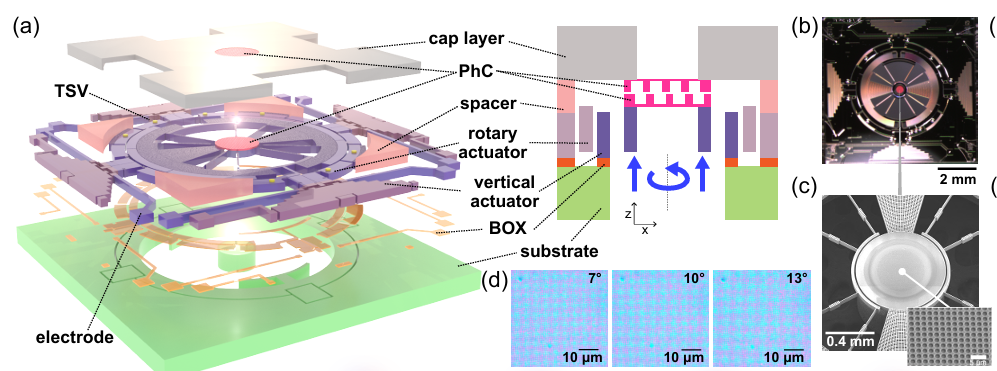 (a)
cap layer
PhC
TSV
spacer
rotary
actuator
vertical
actuator
BOX
substrate
electrode
z
x
(b)
2 mm
(
(c)
0.4 mm
(
(d)
7°
10 µm
10°
10 µm
13°
10 µm